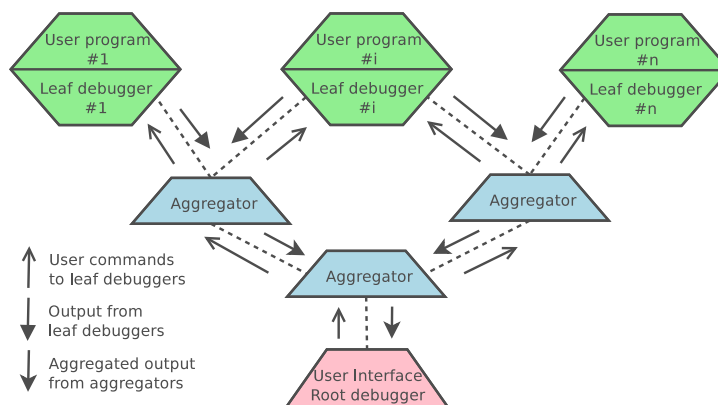 User program
#1
Leaf debugger
#1
User program
#i
Leaf debugger
#i
User program
#n
Leaf debugger
#n
Aggregator
Aggregator
Aggregator
User commands
to leaf debuggers
Output from
leaf debuggers
Aggregated output
from aggregators
User Interface
Root debugger